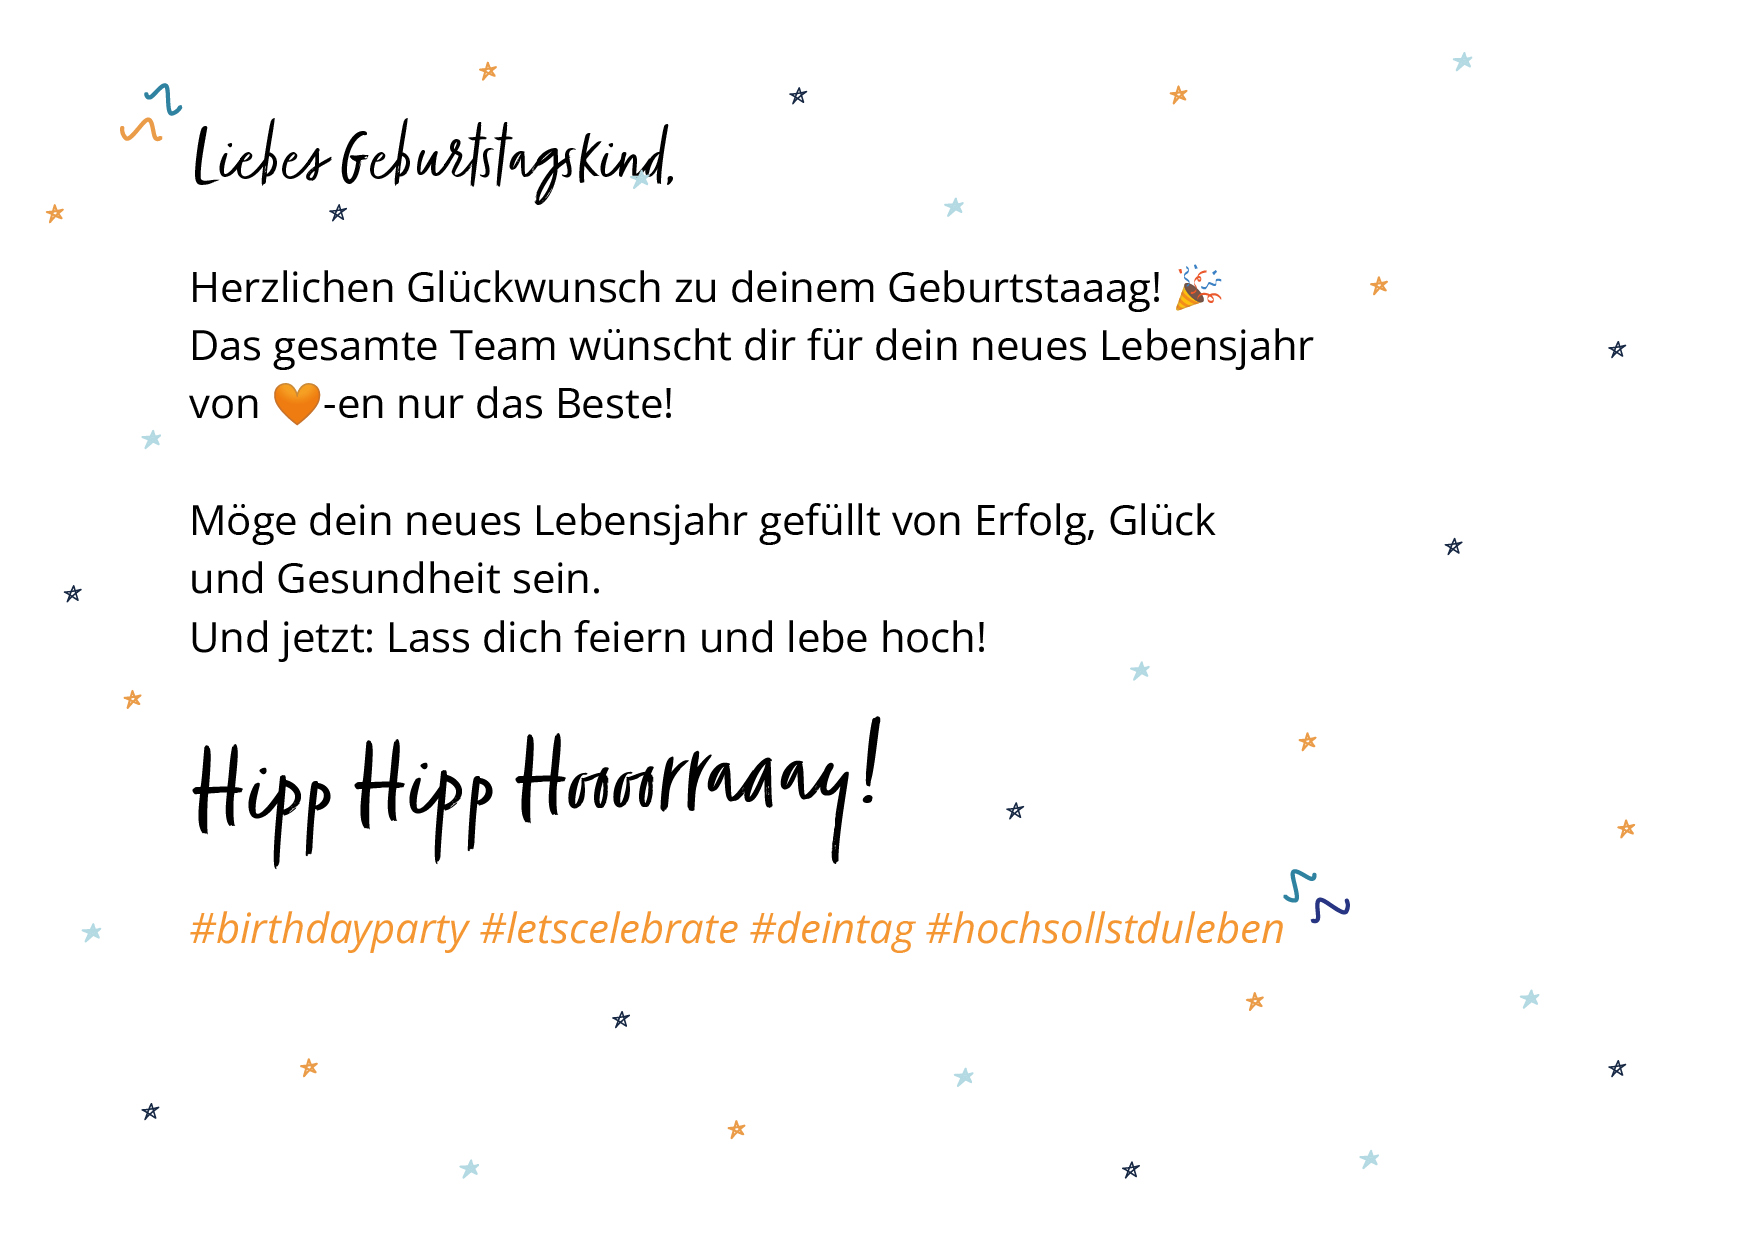 Liebes Geburtstagskind,
Herzlichen Glückwunsch zu deinem Geburtstaaag! 🎉
Das gesamte Team wünscht dir für dein neues Lebensjahr
von 🧡-en nur das Beste!
Möge dein neues Lebensjahr gefüllt von Erfolg, Glück
und Gesundheit sein.
Und jetzt: Lass dich feiern und lebe hoch!
Hipp Hipp Hoooorraaay!
#birthdayparty #letscelebrate #deintag #hochsollstduleben